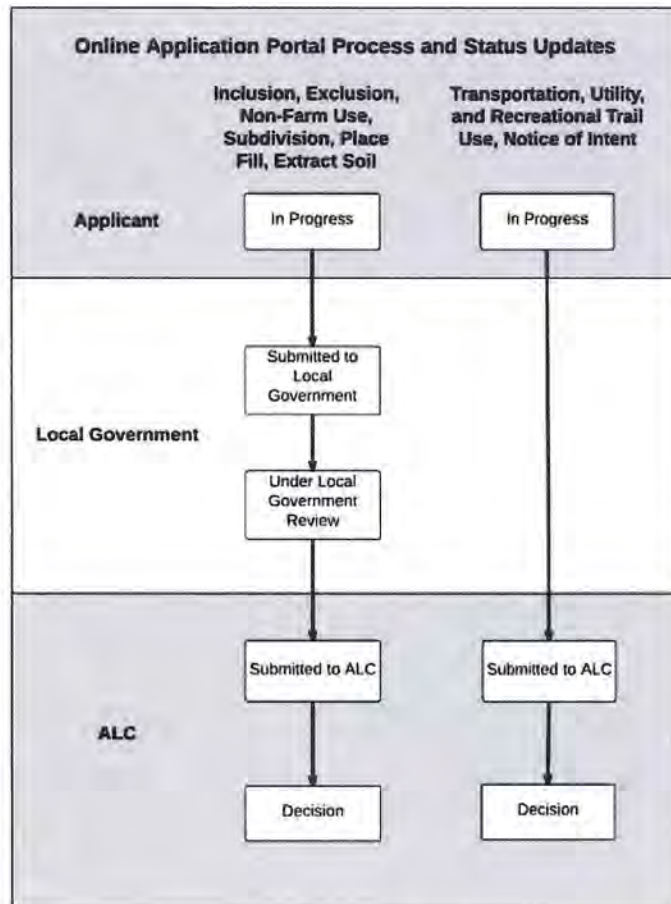 Online Application Portal Process and Status Updates
Inclusion, Exclusion,
Non-Farm Use,
Subdivision, Place
Fill, Extract Soil
Transportation, Utility,
and Recreational Trail
Use, Notice of Intent
Applicant
In Progress
In Progress
Submitted to
Local
Government
Local Government
Under Local
Government
Review
Submitted to ALC
Submitted to ALC
ALC
Decision
Decision